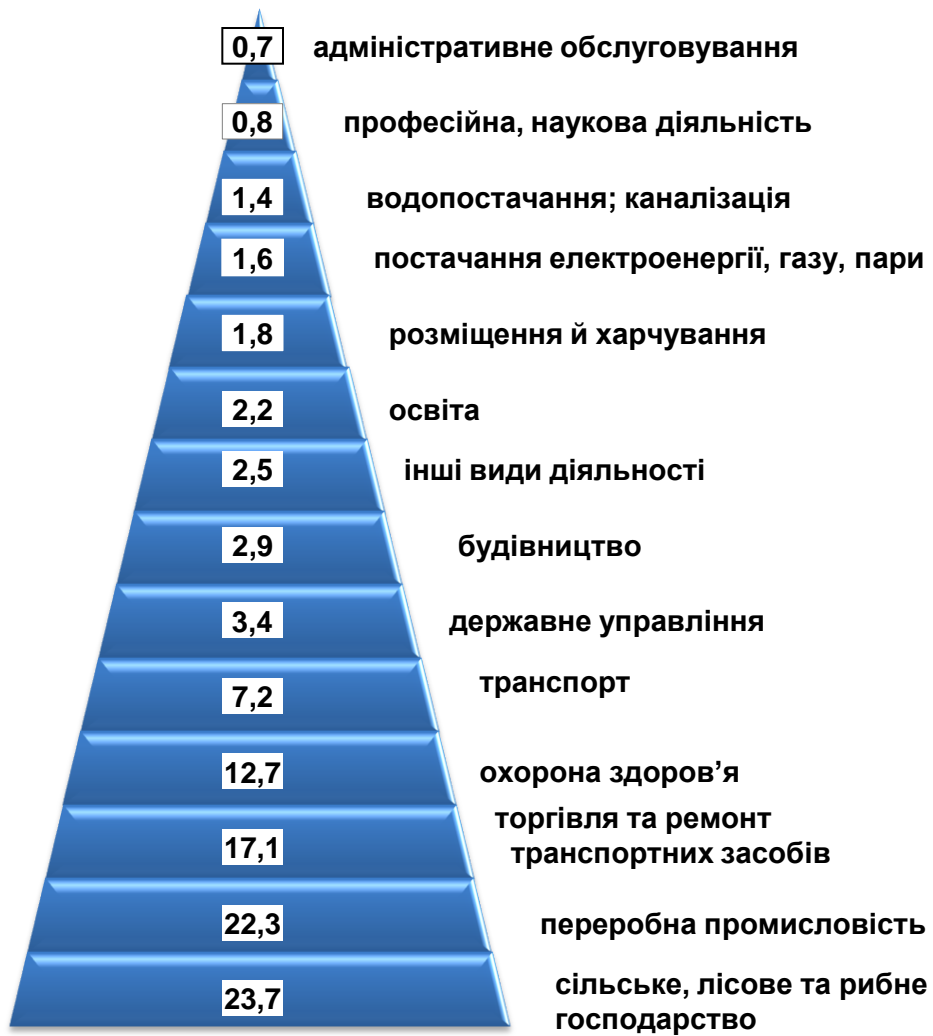 0,7 адміністративне обслуговування
0,8 професійна, наукова діяльність
1,4 водопостачання; каналізація
1,6 постачання електроенергії, газу, пари
1,8 розміщення й харчування
2,2 освіта
2,5 інші види діяльності
2,9 будівництво
3,4 державне управління
7,2 транспорт
12,7 охорона здоров’я
17,1 торгівля та ремонт
транспортних засобів
22,3 переробна промисловість
23,7 сільське, лісове та рибне
господарство